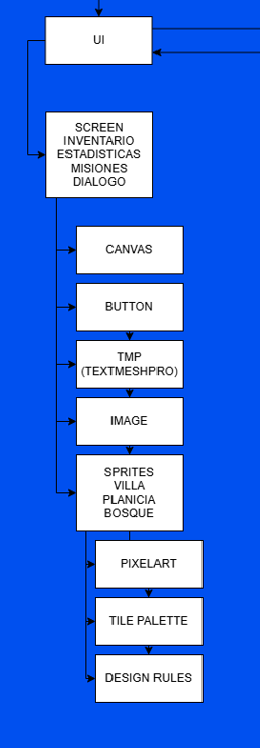 UI
SCREEN
INVENTARIO
ESTADISTICAS
MISIONES
DIALOGO
CANVAS
BUTTON
TMP
(TEXTMESHPRO)
IMAGE
SPRITES
VILLA
PLANICIA
BOSQUE
PIXELART
TILE PALETTE
DESIGN RULES